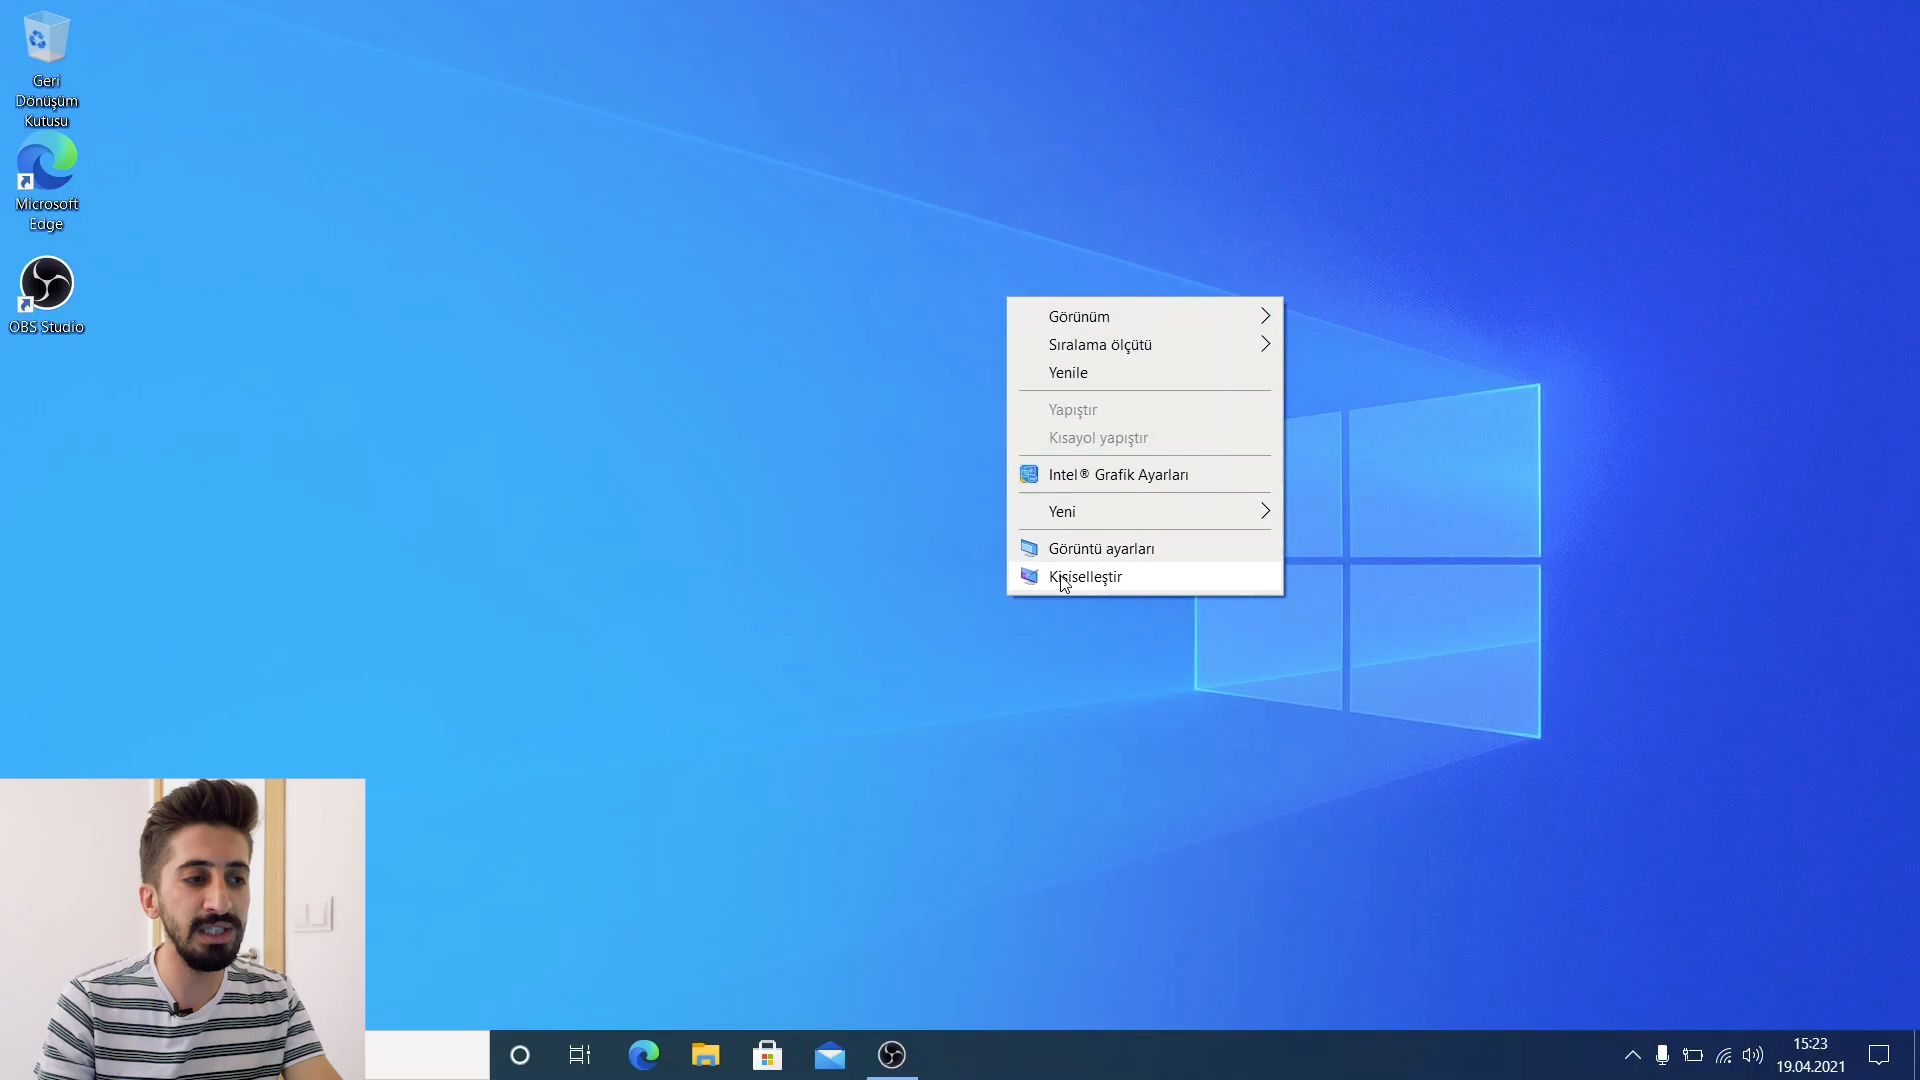 Geri
Dönüşüm
Kutusu
Microsoft
Edge
OBS Studio
Görünüm
Sıralama ölçütü
Yenile
Yapıştır
Kısayol yapıştır
Intel® Grafik Ayarları
Yeni
Görüntü ayarları
Kişiselleştir
15:23
19.04.2021